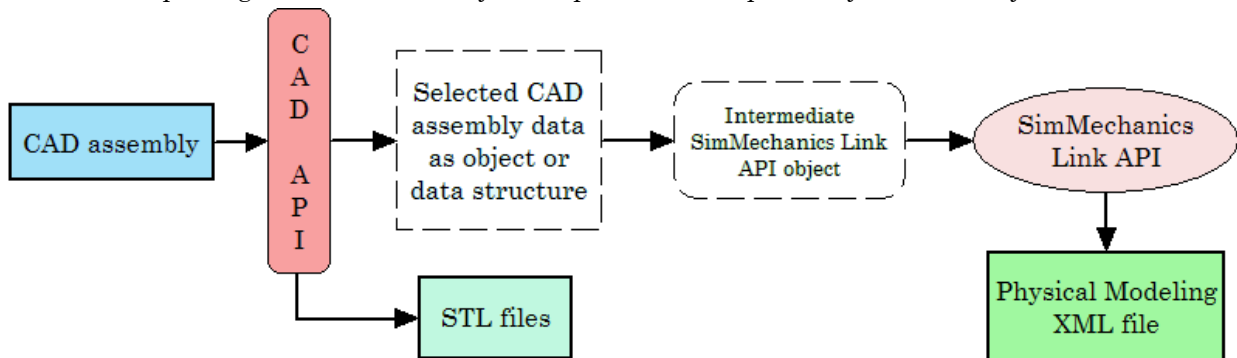 CAD assembly
C
A
D
A
P
I
Selected CAD
assembly data
as object or
data structure
Intermediate
SimMechanics Link
API object
SimMechanics
Link API
STL files
Physical Modeling
XML file